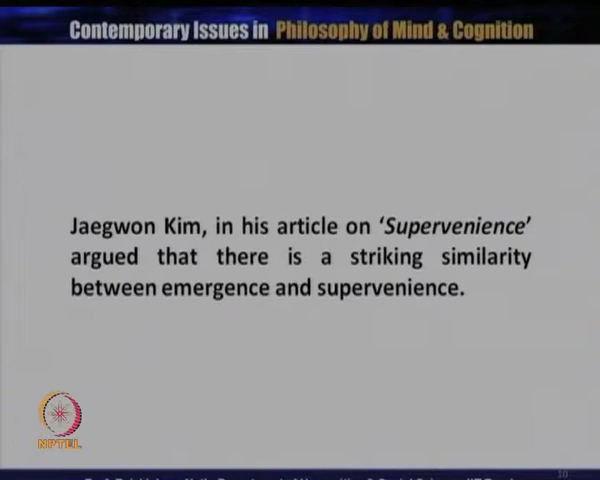 Contemporary Issues in Philosophy of Mind & Cognition
Jaegwon Kim, in his article on ‘Supervenience’
argued that there is a striking similarity
between emergence and supervenience.
NPTEL
10